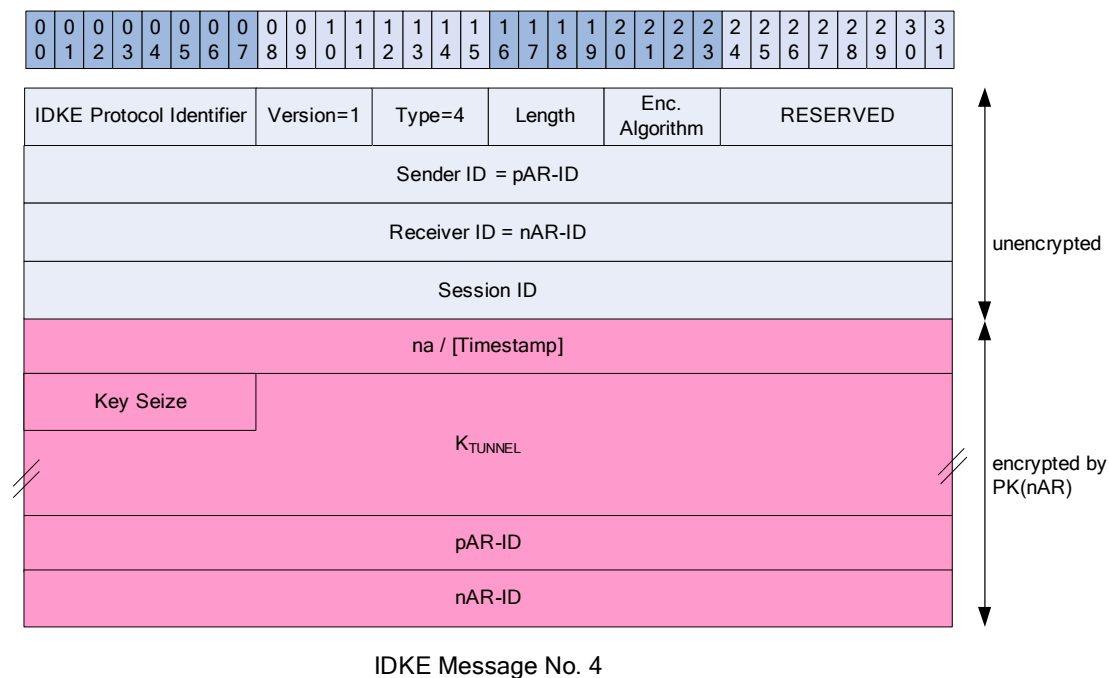 0 0 0 0 0 0 0 0 0 0 1 1 1 1 1 1 1 1 1 1 2 2 2 2 2 2 2 2 2 2 3 3
0 1 2 3 4 5 6 7 8 9 0 1 2 3 4 5 6 7 8 9 0 1 2 3 4 5 6 7 8 9 0 1
IDKE Protocol Identifier Version=1 Type=4 Length Enc. Algorithm RESERVED
Sender ID = pAR-ID
Receiver ID = nAR-ID
unencrypted
Session ID
na / [Timestamp]
Key Seize
KTUNNEL
encrypted by
PK(nAR)
pAR-ID
nAR-ID
IDKE Message No. 4